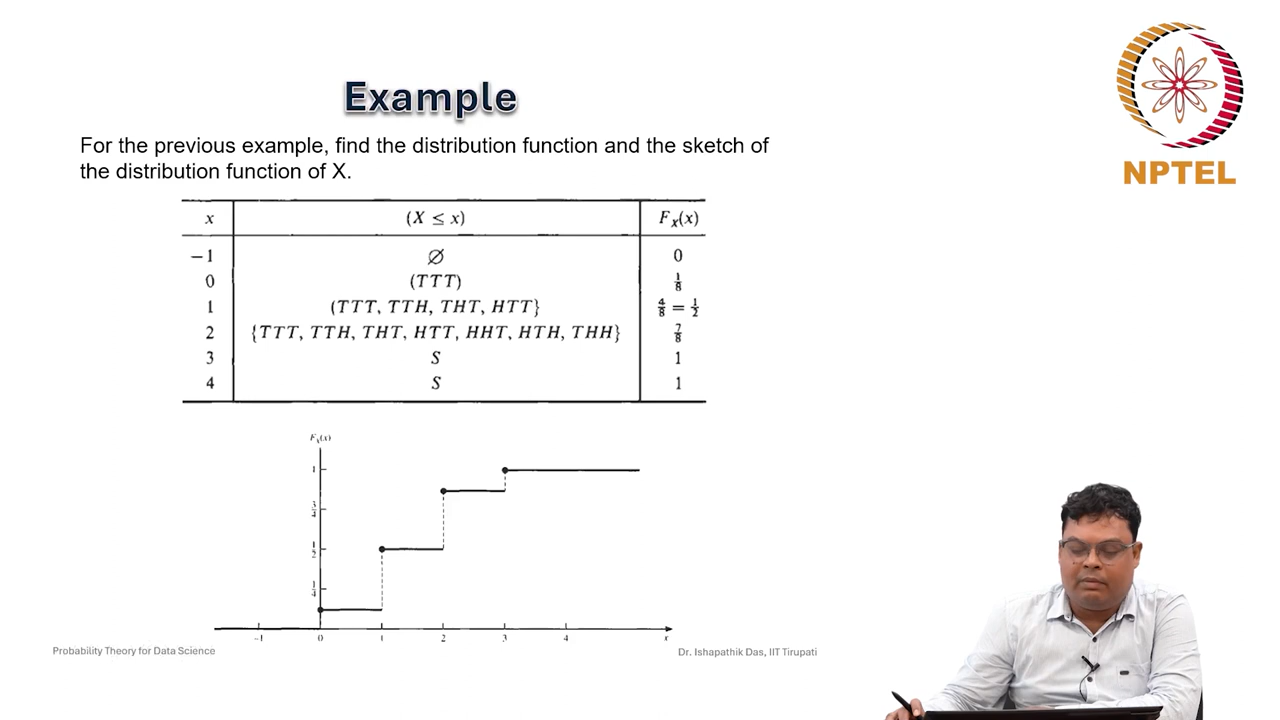 Example
NPTEL
For the previous example, find the distribution function and the sketch of
the distribution function of X.
x (X ≤ x) F_X(x)
−1 ∅ 0
0 (TTT) 1/8
1 (TTT, TTH, THT, HTT} 4/8 = 1/2
2 {TTT, TTH, THT, HTT, HHT, HTH, THH} 7/8
3 S 1
4 S 1
F_X(x)
1
3/4
1/2
1/4
−1 0 1 2 3 4 x
Probability Theory for Data Science
Dr. Ishapathik Das, IIT Tirupati